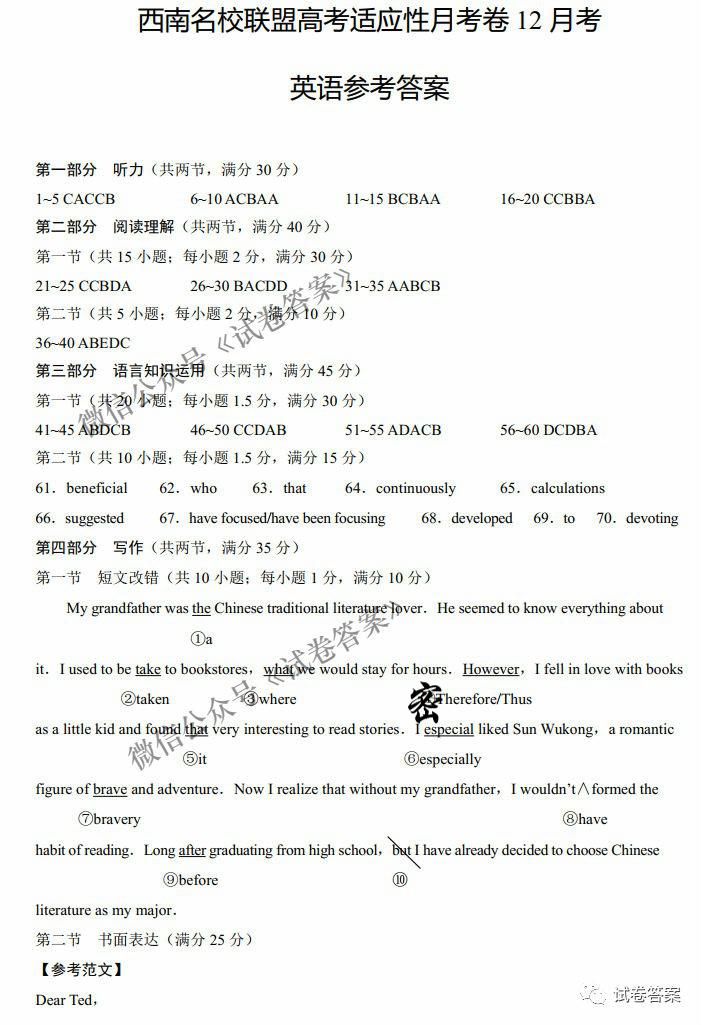 西南名校联盟高考适应性月考卷 12 月考
英语参考答案
第一部分 听力（共两节，满分 30 分）
1~5 CACCB 6~10 ACBAA 11~15 BCBAA 16~20 CCBBA
第二部分 阅读理解（共两节，满分 40 分）
第一节（共 15 小题；每小题 2 分，满分 30 分）
21~25 CCBDA 26~30 BACDD 31~35 AABCB
第二节（共 5 小题；每小题 2 分，满分 10 分）
36~40 ABEDC
第三部分 语言知识运用（共两节，满分 45 分）
第一节（共 20 小题；每小题 1.5 分，满分 30 分）
41~45 ABDCB 46~50 CCDAB 51~55 ADACB 56~60 DCDBA
第二节（共 10 小题；每小题 1.5 分，满分 15 分）
61．beneficial 62．who 63．that 64．continuously 65．calculations
66．suggested 67．have focused/have been focusing 68．developed 69．to 70．devoting
第四部分 写作（共两节，满分 35 分）
第一节 短文改错（共 10 小题；每小题 1 分，满分 10 分）
My grandfather was the Chinese traditional literature lover．He seemed to know everything about
①a
it．I used to be take to bookstores，what we would stay for hours．However，I fell in love with books
②taken ③where Therefore/Thus
as a little kid and found that very interesting to read stories．I especial liked Sun Wukong，a romantic
⑤it ⑥especially
figure of brave and adventure．Now I realize that without my grandfather，I wouldn't∧formed the
⑦bravery ⑧have
habit of reading．Long after graduating from high school，but I have already decided to choose Chinese
⑨before ⑩
literature as my major．
第二节 书面表达（满分 25 分）
【参考范文】
Dear Ted，
微信公众号《试卷答案》
微信公众号《试卷答案》
密
试卷答案